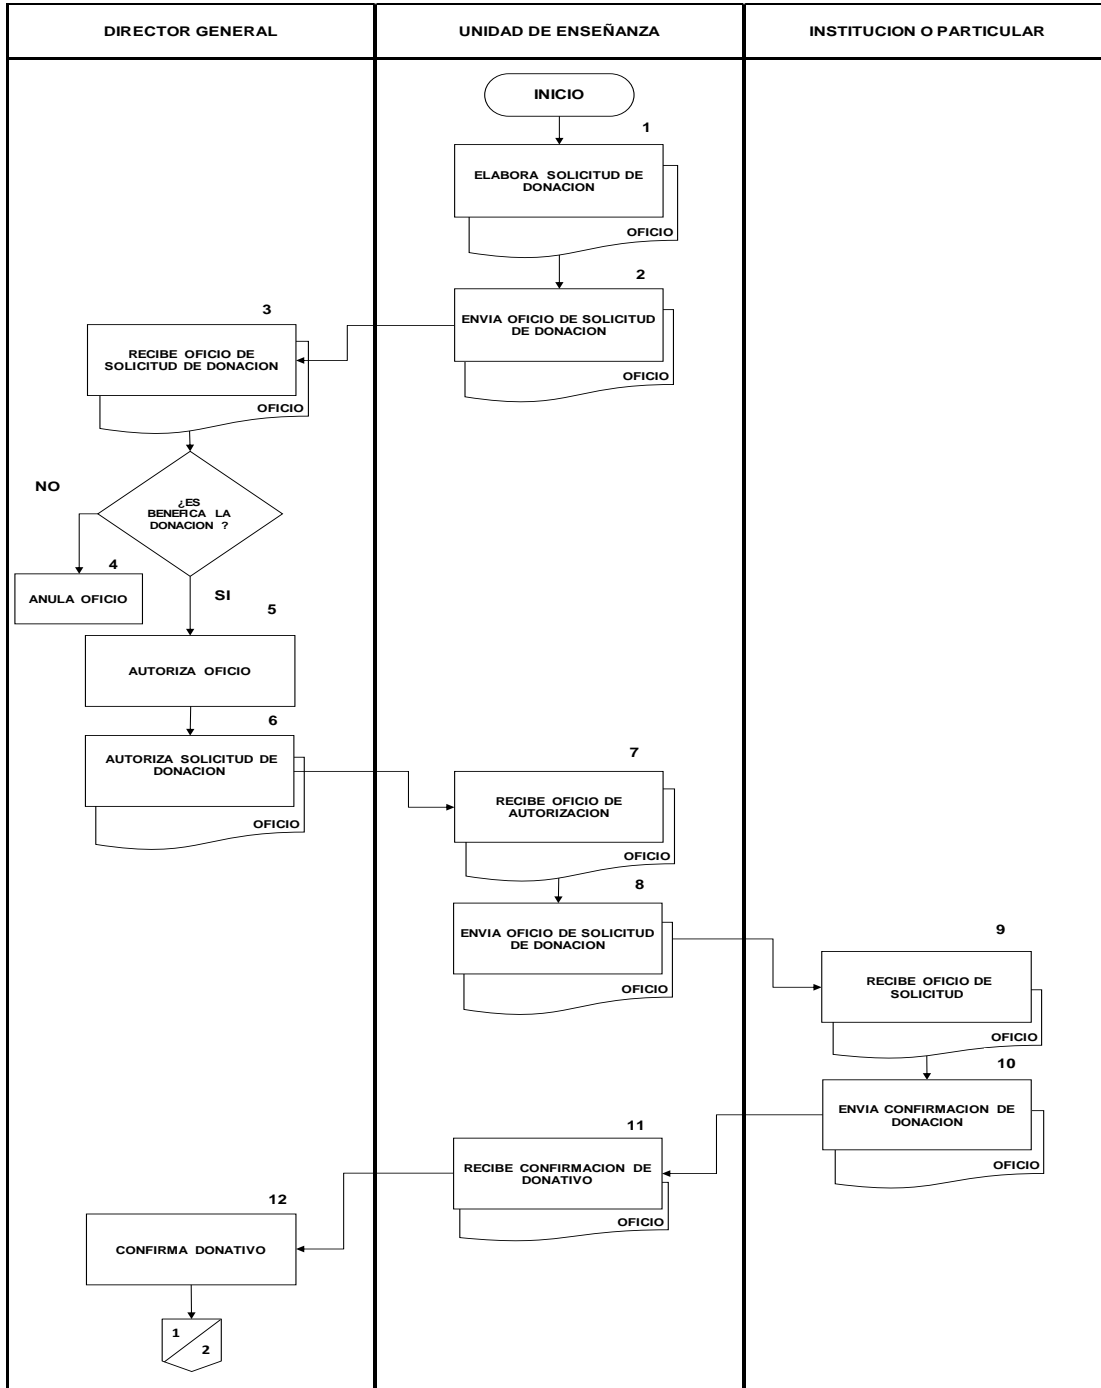 DIRECTOR GENERAL
UNIDAD DE ENSEÑANZA
INSTITUCION O PARTICULAR
INICIO
1
ELABORA SOLICITUD DE
DONACION
OFICIO
2
ENVIA OFICIO DE SOLICITUD
DE DONACION
OFICIO
3
RECIBE OFICIO DE
SOLICITUD DE DONACION
OFICIO
¿ES
BENEFICA LA
DONACION ?
NO
4
ANULA OFICIO
SI
5
AUTORIZA OFICIO
6
AUTORIZA SOLICITUD DE
DONACION
OFICIO
7
RECIBE OFICIO DE
AUTORIZACION
OFICIO
8
ENVIA OFICIO DE SOLICITUD
DE DONACION
OFICIO
9
RECIBE OFICIO DE
SOLICITUD
OFICIO
10
ENVIA CONFIRMACION DE
DONACION
OFICIO
11
RECIBE CONFIRMACION DE
DONATIVO
OFICIO
12
CONFIRMA DONATIVO
1
2